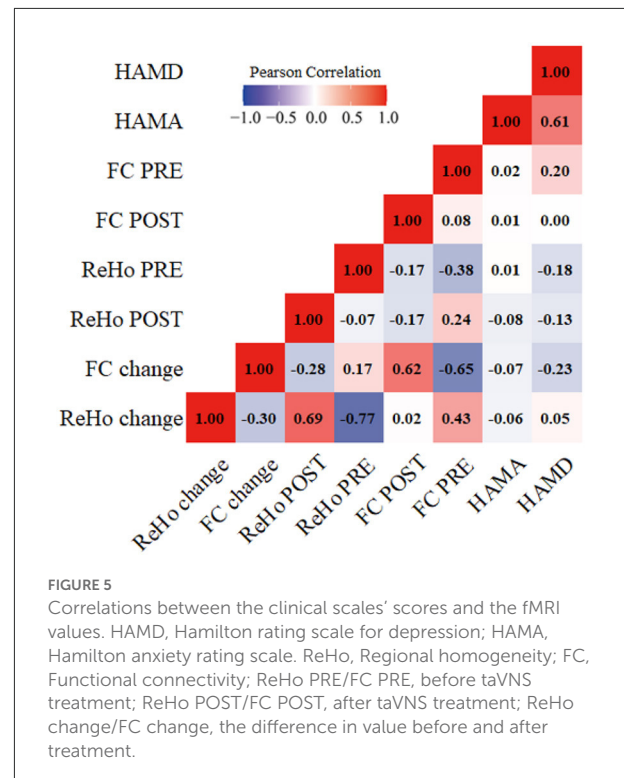 HAMD 1.00
Pearson Correlation
−1.0 −0.5 0.0 0.5 1.0
HAMA 1.00 0.61
FC PRE 1.00 0.02 0.20
FC POST 1.00 0.08 0.01 0.00
ReHo PRE 1.00 -0.17 -0.38 0.01 -0.18
ReHo POST 1.00 -0.07 -0.17 0.24 -0.08 -0.13
FC change 1.00 -0.28 0.17 0.62 -0.65 -0.07 -0.23
ReHo change 1.00 -0.30 0.69 -0.77 0.02 0.43 -0.06 0.05
ReHo change FC change ReHo POST ReHo PRE FC POST FC PRE HAMA HAMD
FIGURE 5
Correlations between the clinical scales’ scores and the fMRI
values. HAMD, Hamilton rating scale for depression; HAMA,
Hamilton anxiety rating scale. ReHo, Regional homogeneity; FC,
Functional connectivity; ReHo PRE/FC PRE, before taVNS
treatment; ReHo POST/FC POST, after taVNS treatment; ReHo
change/FC change, the difference in value before and after
treatment.